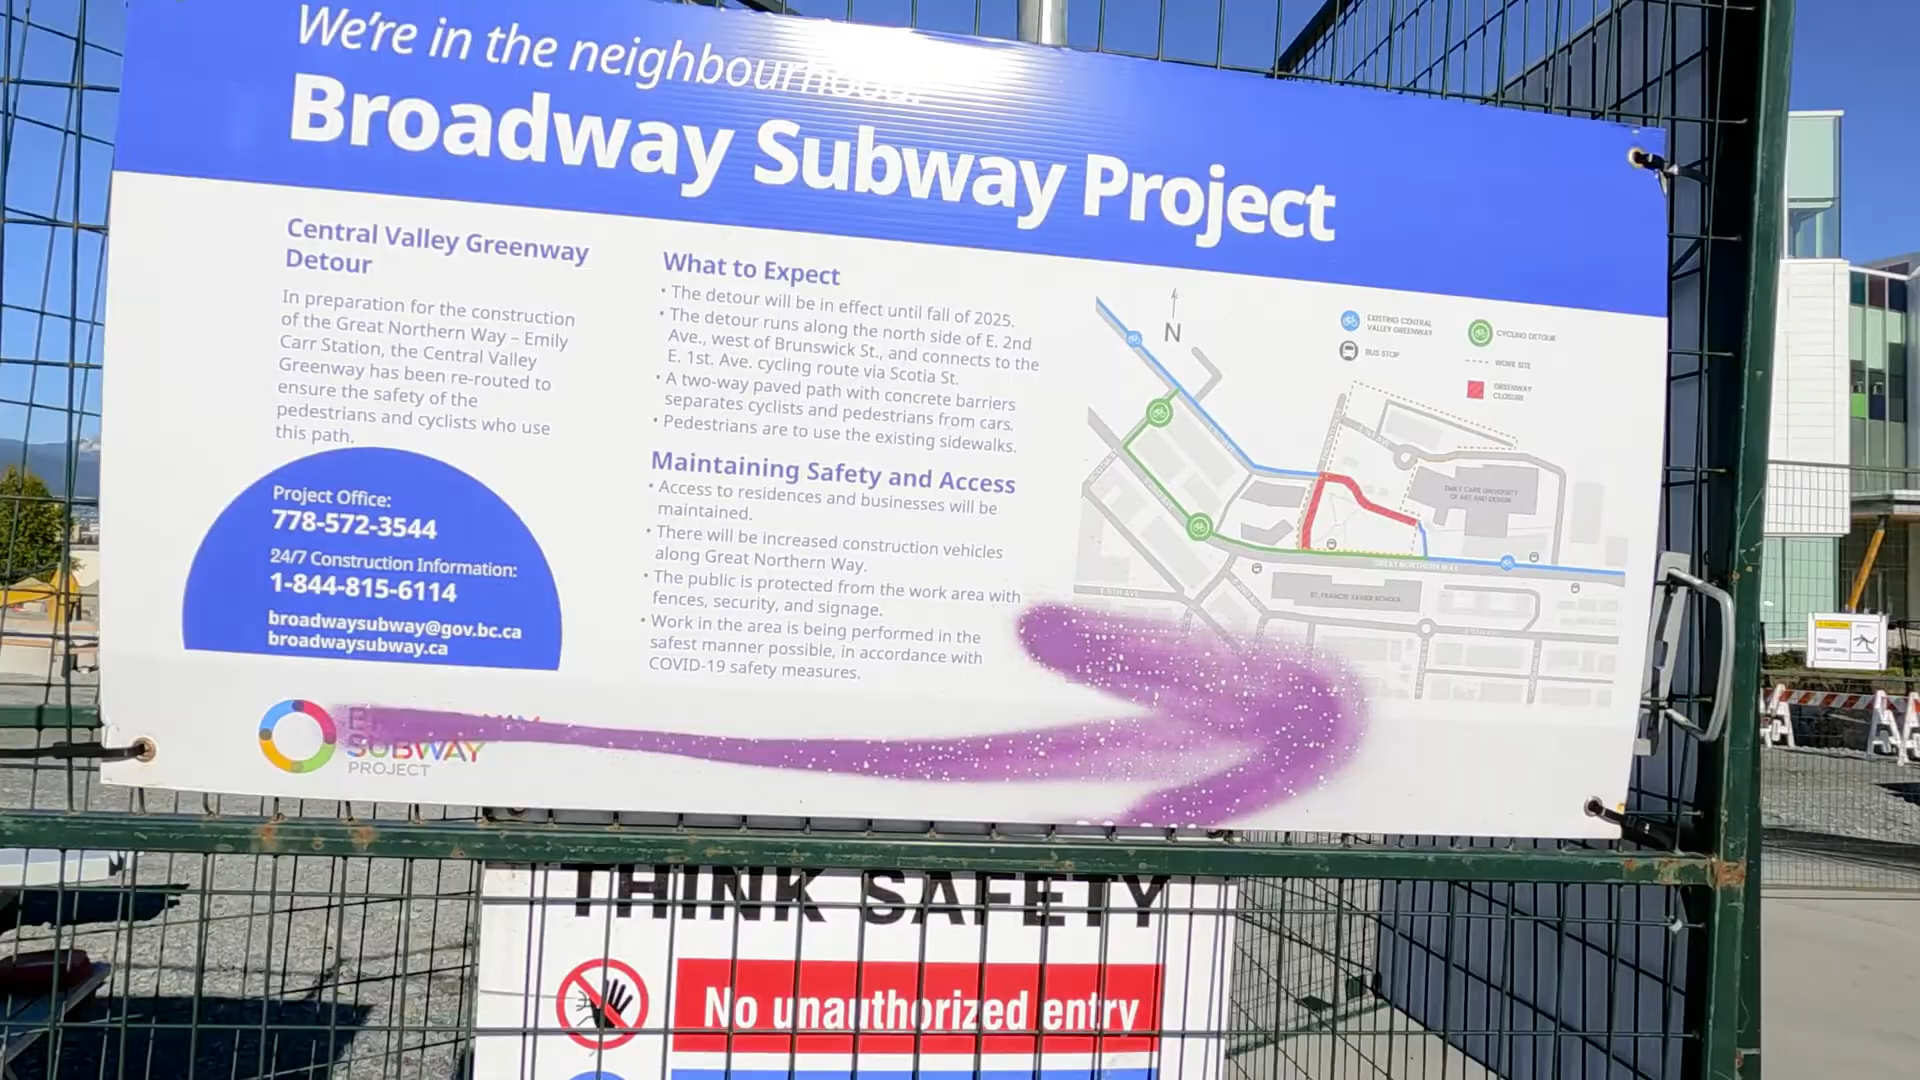 We're in the neighbourhood.
Broadway Subway Project
Central Valley Greenway
Detour
In preparation for the construction
of the Great Northern Way – Emily
Carr Station, the Central Valley
Greenway has been re-routed to
ensure the safety of the
pedestrians and cyclists who use
this path.
Project Office:
778-572-3544
24/7 Construction Information:
1-844-815-6114
broadwaysubway@gov.bc.ca
broadwaysubway.ca
What to Expect
• The detour will be in effect until fall of 2025.
• The detour runs along the north side of E. 2nd
Ave., west of Brunswick St., and connects to the
E. 1st. Ave. cycling route via Scotia St.
• A two-way paved path with concrete barriers
separates cyclists and pedestrians from cars.
• Pedestrians are to use the existing sidewalks.
Maintaining Safety and Access
• Access to residences and businesses will be
maintained.
• There will be increased construction vehicles
along Great Northern Way.
• The public is protected from the work area with
fences, security, and signage.
• Work in the area is being performed in the
safest manner possible, in accordance with
COVID-19 safety measures.
N
EXISTING CENTRAL
VALLEY GREENWAY
CYCLING DETOUR
BUS STOP
WORK SITE
GREENWAY
CLOSURE
E 1ST AVE
EMILY CARR UNIVERSITY
OF ART AND DESIGN
GREAT NORTHERN WAY
ST. FRANCIS XAVIER SCHOOL
E 5TH AVE
E 5TH AVE
BROADWAY
SUBWAY
PROJECT
THINK SAFETY
No unauthorized entry
CAUTION